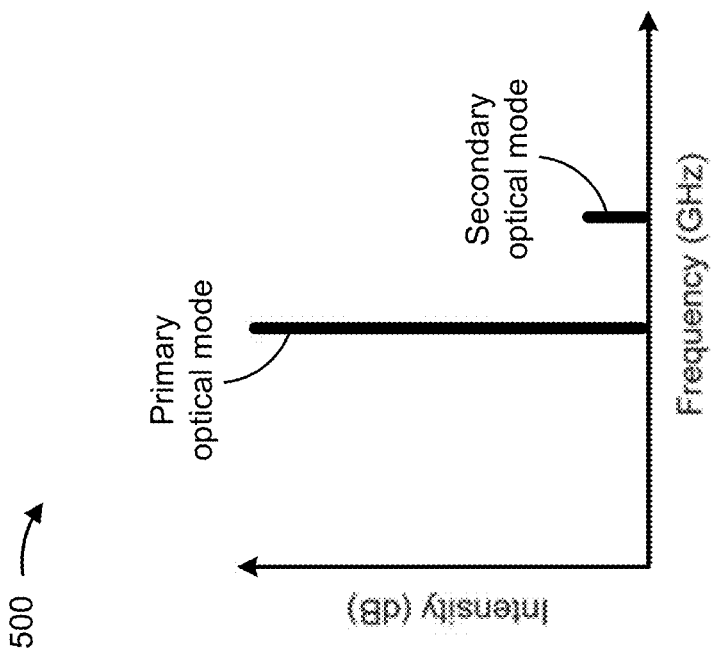 500
Primary
optical mode
Secondary
optical mode
Intensity (dB)
Frequency (GHz)